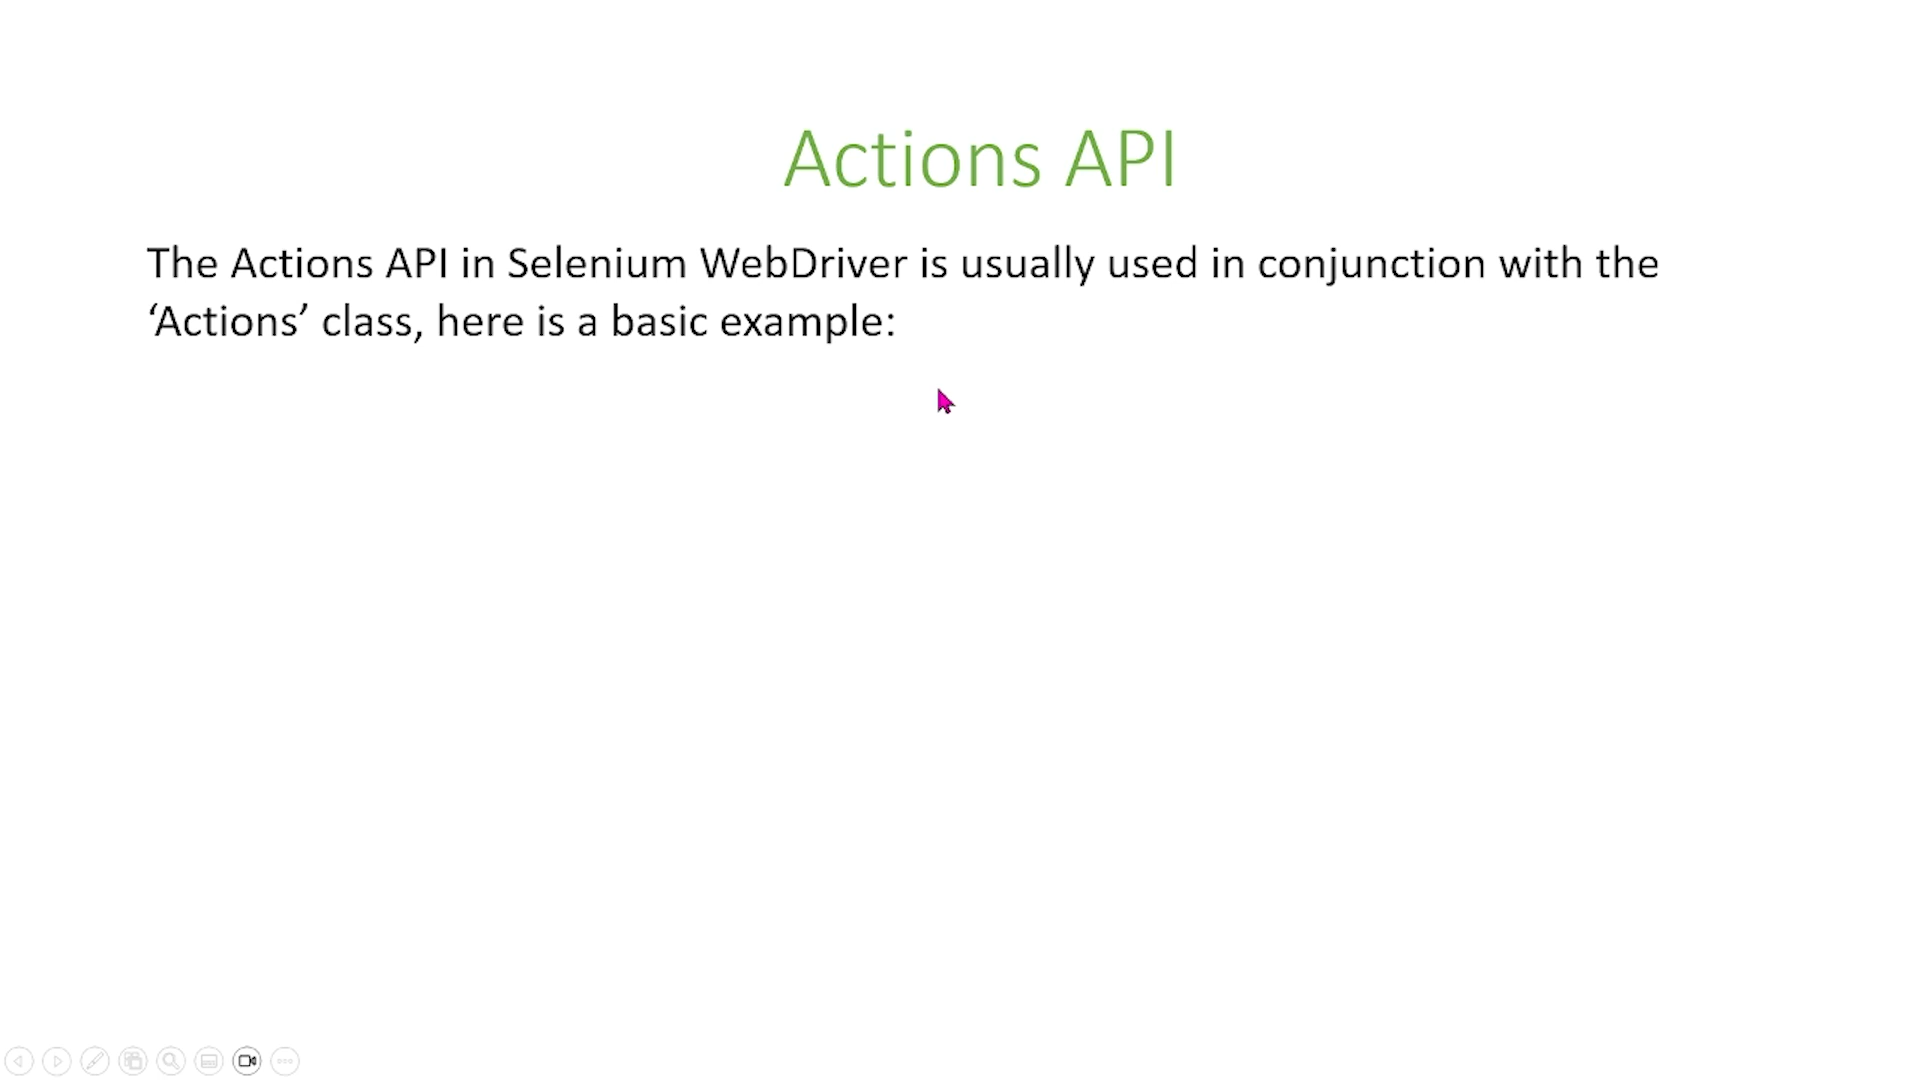 Actions API
The Actions API in Selenium WebDriver is usually used in conjunction with the
‘Actions’ class, here is a basic example: